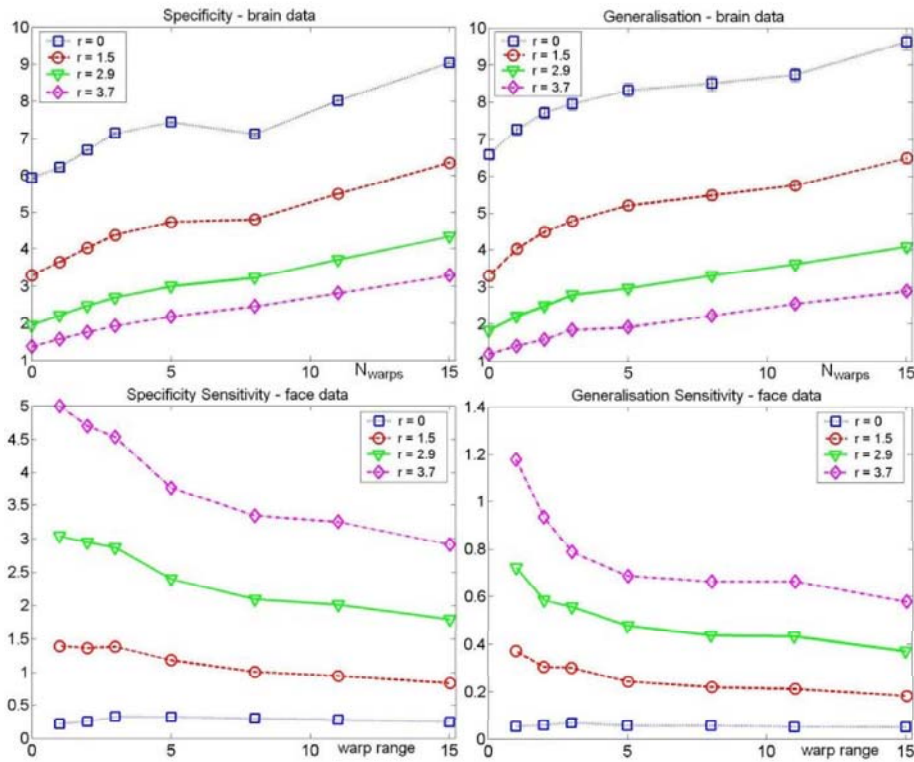 Specificity - brain data
10
9
8
7
6
5
4
3
2
1
r = 0
r = 1.5
r = 2.9
r = 3.7
0 5 10 15
N warps
Generalisation - brain data
10
9
8
7
6
5
4
3
2
1
r = 0
r = 1.5
r = 2.9
r = 3.7
0 5 10 15
N warps
Specificity Sensitivity - face data
5
4.5
4
3.5
3
2.5
2
1.5
1
0.5
0
r = 0
r = 1.5
r = 2.9
r = 3.7
0 5 10 15
warp range
Generalisation Sensitivity - face data
1.4
1.2
1
0.8
0.6
0.4
0.2
0
r = 0
r = 1.5
r = 2.9
r = 3.7
0 5 10 15
warp range